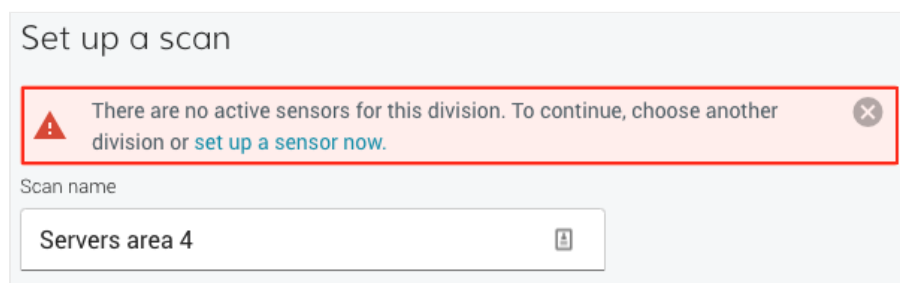 Set up a scan
There are no active sensors for this division. To continue, choose another
division or set up a sensor now.
Scan name
Servers area 4